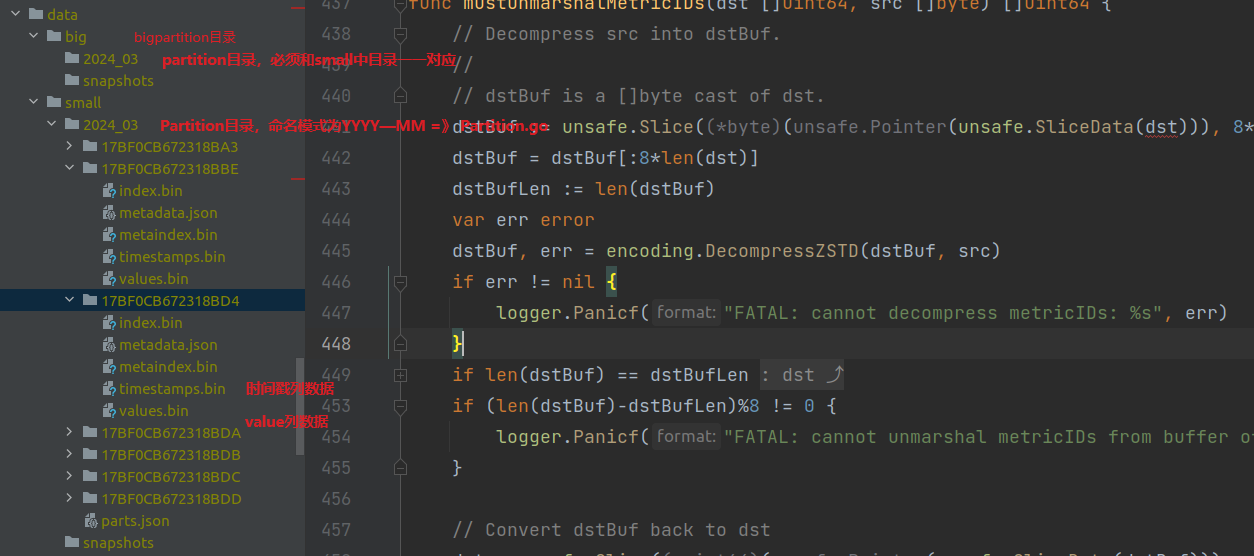 data
big bigpartition目录
2024_03 partition目录，必须和small中目录一一对应
snapshots
small
2024_03 Partition目录，命名模式为YYYY—MM =》Partition.go
17BF0CB672318BA3
17BF0CB672318BBE
index.bin
metadata.json
metaindex.bin
timestamps.bin
values.bin
17BF0CB672318BD4
index.bin
metadata.json
metaindex.bin
timestamps.bin 时间戳列数据
values.bin value列数据
17BF0CB672318BDA
17BF0CB672318BDB
17BF0CB672318BDC
17BF0CB672318BDD
parts.json
snapshots
437 func mustUnmarshalMetricIDs(dst []uint64, src []byte) []uint64 {
438 // Decompress src into dstBuf.
//
440 // dstBuf is a []byte cast of dst.
441 dstBuf := unsafe.Slice((*byte)(unsafe.Pointer(unsafe.SliceData(dst))), 8*
442 dstBuf = dstBuf[:8*len(dst)]
443 dstBufLen := len(dstBuf)
444 var err error
445 dstBuf, err = encoding.DecompressZSTD(dstBuf, src)
446 if err != nil {
447 logger.Panicf( format: "FATAL: cannot decompress metricIDs: %s", err)
448 }
449 if len(dstBuf) == dstBufLen : dst
453 if (len(dstBuf)-dstBufLen)%8 != 0 {
454 logger.Panicf( format: "FATAL: cannot unmarshal metricIDs from buffer o
455 }
456
457 // Convert dstBuf back to dst